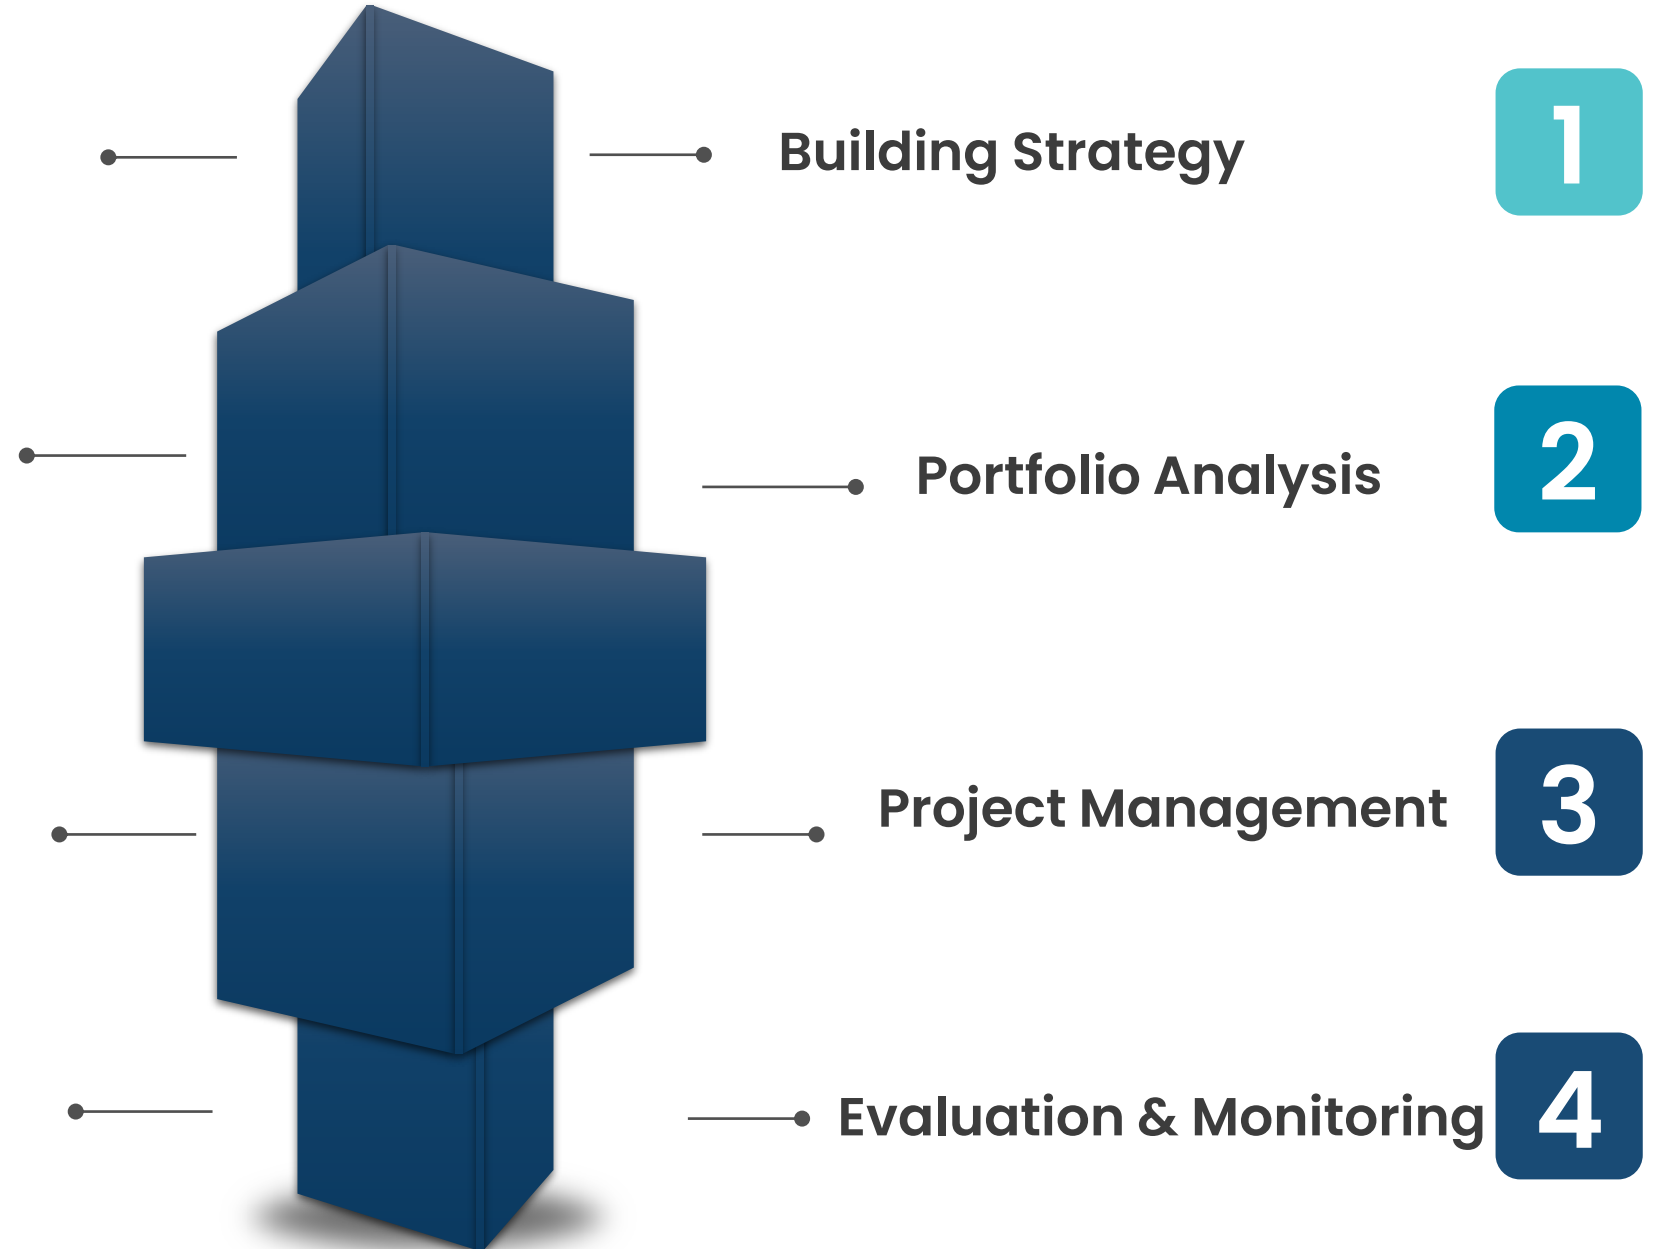 Building Strategy 1
Portfolio Analysis 2
Project Management 3
Evaluation & Monitoring 4